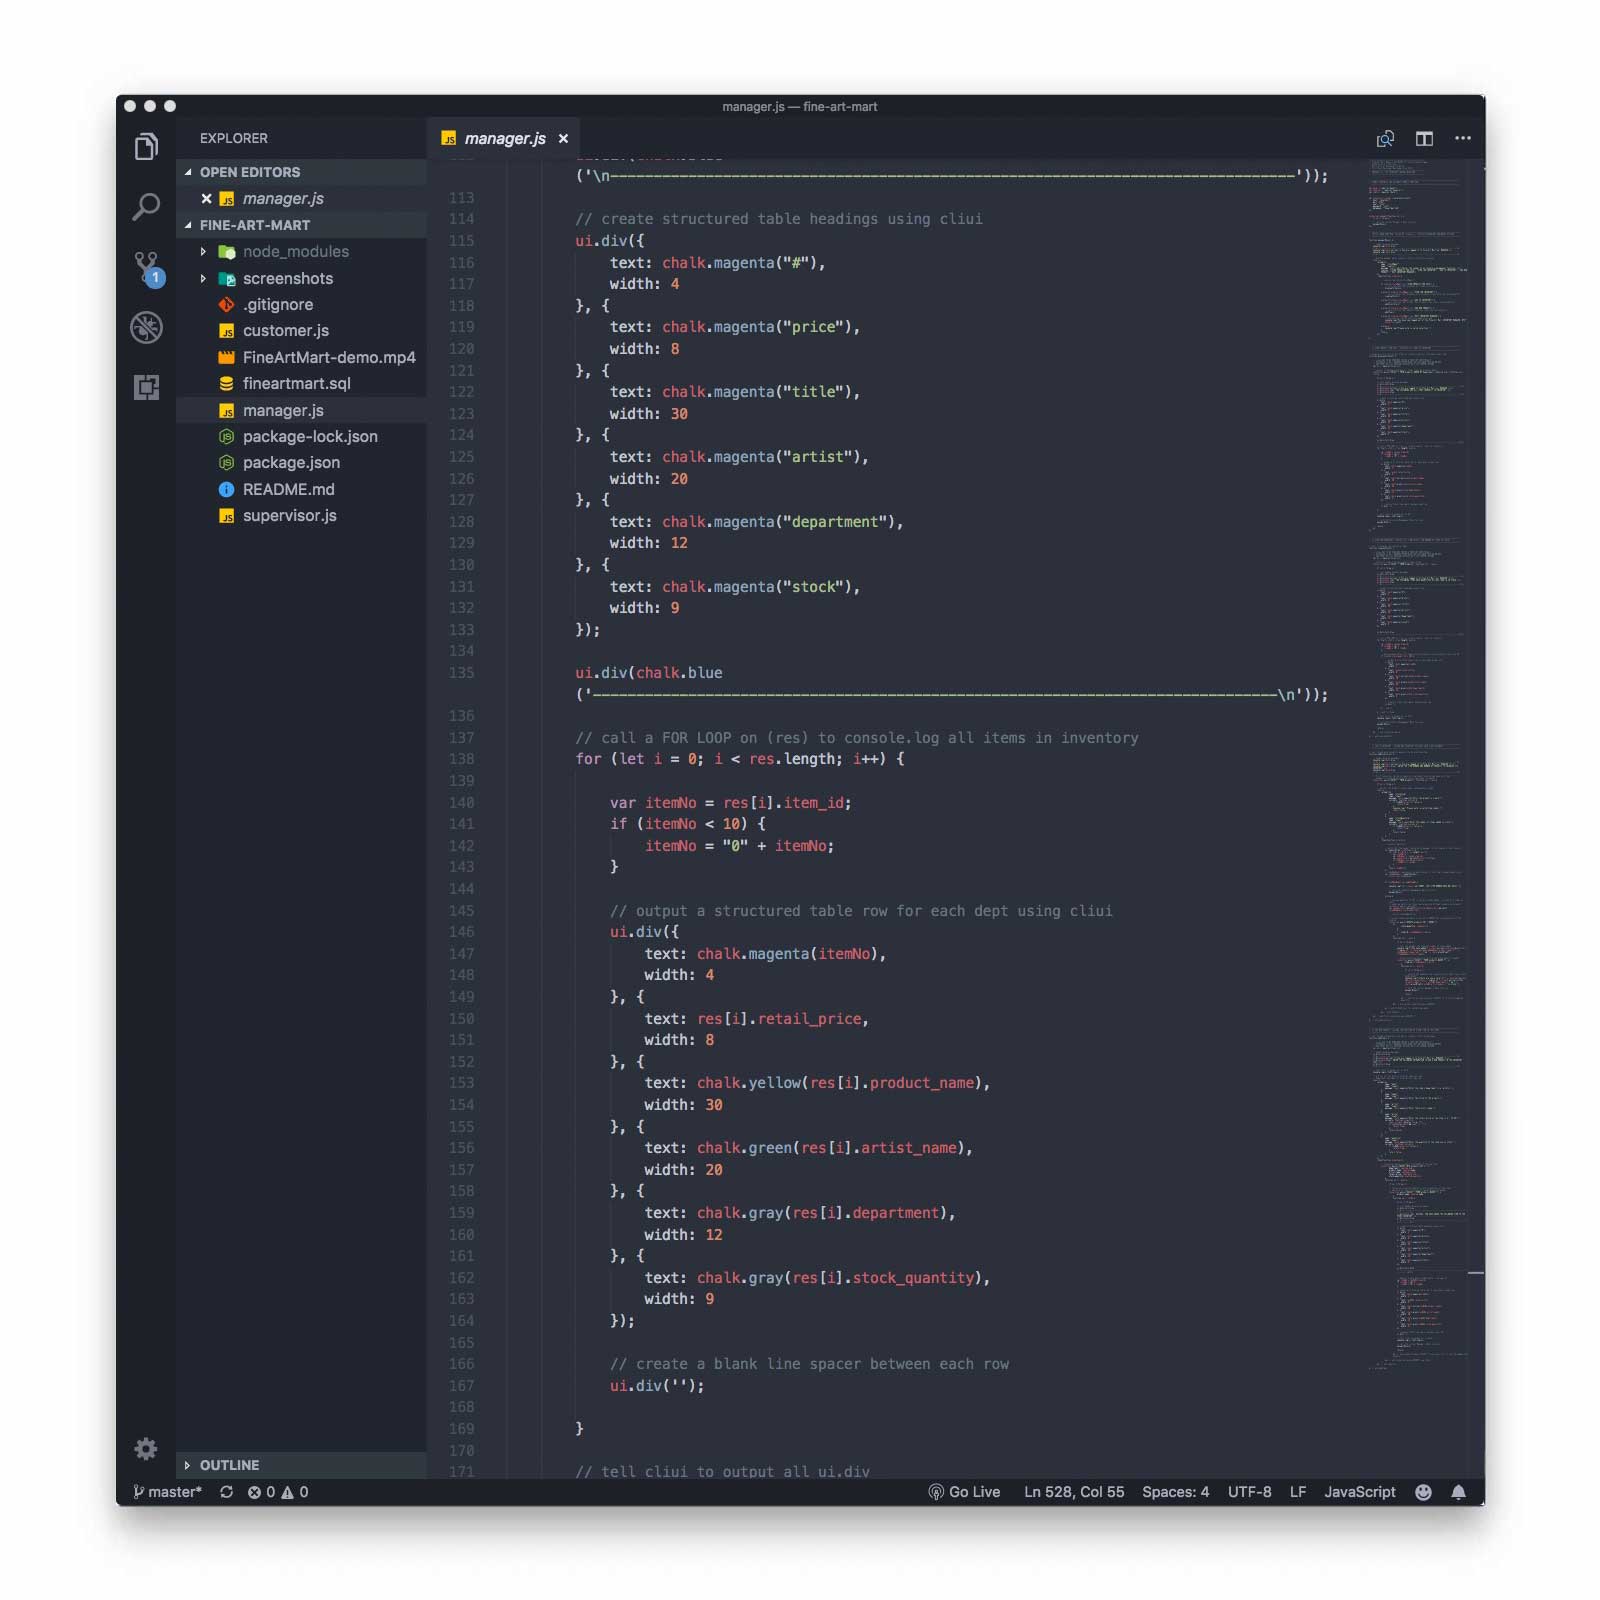 manager.js — fine-art-mart
EXPLORER
OPEN EDITORS
manager.js
FINE-ART-MART
node_modules
screenshots
.gitignore
customer.js
FineArtMart-demo.mp4
fineartmart.sql
manager.js
package-lock.json
package.json
README.md
supervisor.js
OUTLINE
1
JS manager.js
('\n——————————————————————————————————————————————————————————————————————————————'));
113
114 // create structured table headings using cliui
115 ui.div({
116 text: chalk.magenta("#"),
117 width: 4
118 }, {
119 text: chalk.magenta("price"),
120 width: 8
121 }, {
122 text: chalk.magenta("title"),
123 width: 30
124 }, {
125 text: chalk.magenta("artist"),
126 width: 20
127 }, {
128 text: chalk.magenta("department"),
129 width: 12
130 }, {
131 text: chalk.magenta("stock"),
132 width: 9
133 });
134
135 ui.div(chalk.blue
('——————————————————————————————————————————————————————————————————————————————\n'));
136
137 // call a FOR LOOP on (res) to console.log all items in inventory
138 for (let i = 0; i < res.length; i++) {
139
140 var itemNo = res[i].item_id;
141 if (itemNo < 10) {
142 itemNo = "0" + itemNo;
143 }
144
145 // output a structured table row for each dept using cliui
146 ui.div({
147 text: chalk.magenta(itemNo),
148 width: 4
149 }, {
150 text: res[i].retail_price,
151 width: 8
152 }, {
153 text: chalk.yellow(res[i].product_name),
154 width: 30
155 }, {
156 text: chalk.green(res[i].artist_name),
157 width: 20
158 }, {
159 text: chalk.gray(res[i].department),
160 width: 12
161 }, {
162 text: chalk.gray(res[i].stock_quantity),
163 width: 9
164 });
165
166 // create a blank line spacer between each row
167 ui.div('');
168
169 }
170
171 // tell cliui to output all ui.div
master* 0 0 Go Live Ln 528, Col 55 Spaces: 4 UTF-8 LF JavaScript